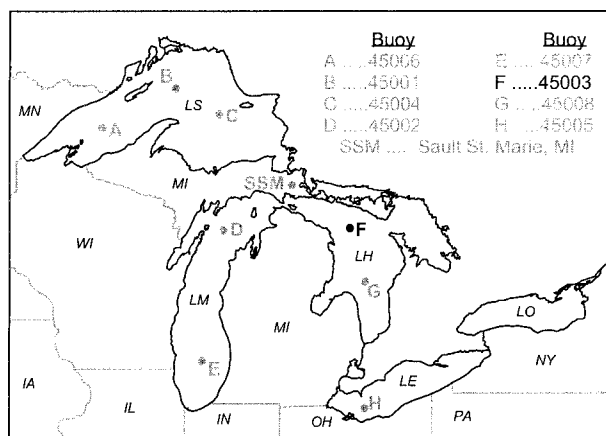 Buoy Buoy
A .....45006 E .....45007
B .....45001 F .....45003
C .....45004 G .....45008
D .....45002 H .....45005
SSM .... Sault St. Marie, MI
B
LS
C
MN
A
MI
SSM
D
F
WI
LH
G
LM
MI
LO
E
NY
IA
LE
IL
IN
OH
H
PA